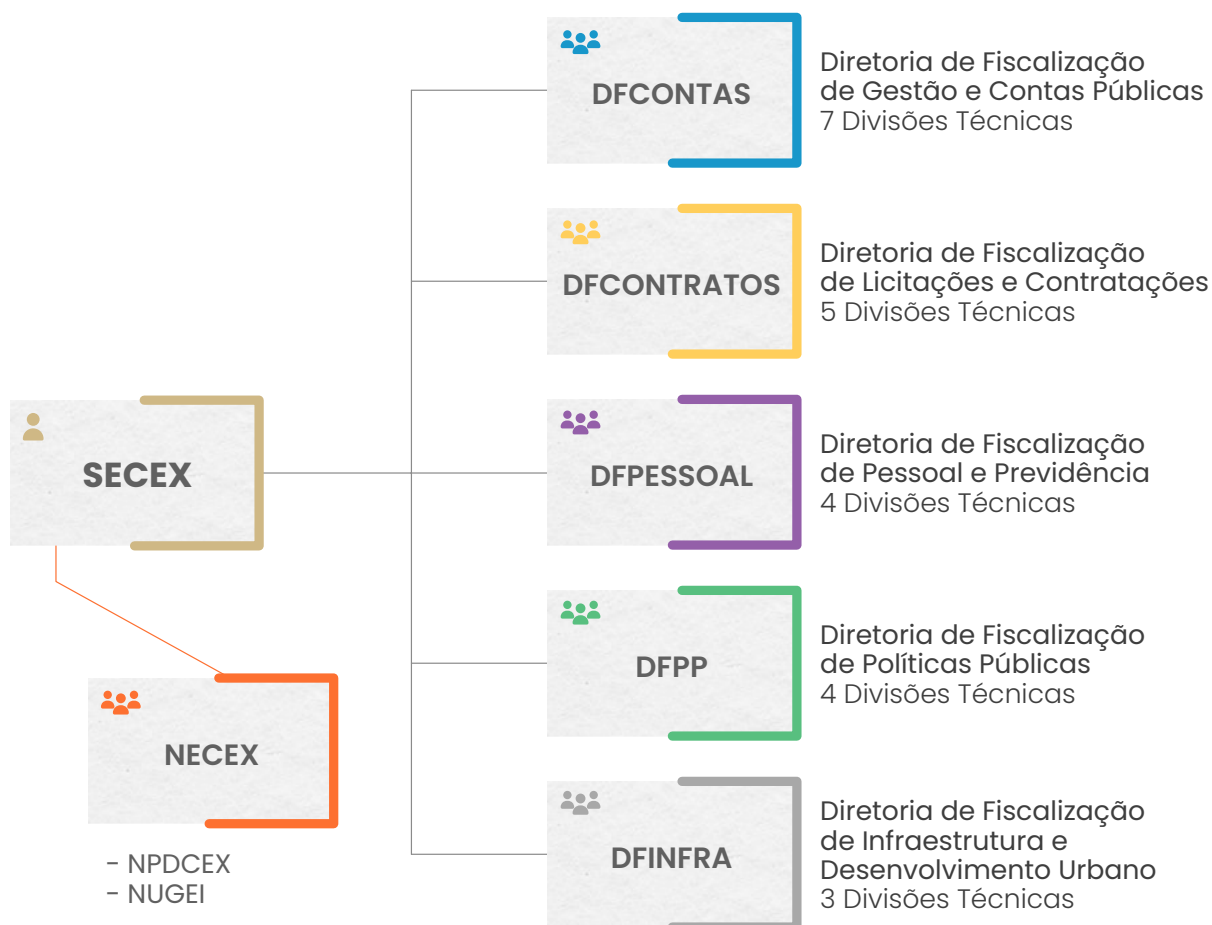 DFCONTAS
Diretoria de Fiscalização
de Gestão e Contas Públicas
7 Divisões Técnicas
DFCONTRATOS
Diretoria de Fiscalização
de Licitações e Contratações
5 Divisões Técnicas
SECEX
DFPESSOAL
Diretoria de Fiscalização
de Pessoal e Previdência
4 Divisões Técnicas
NECEX
- NPDCEX
- NUGEI
DFPP
Diretoria de Fiscalização
de Políticas Públicas
4 Divisões Técnicas
DFINFRA
Diretoria de Fiscalização
de Infraestrutura e
Desenvolvimento Urbano
3 Divisões Técnicas